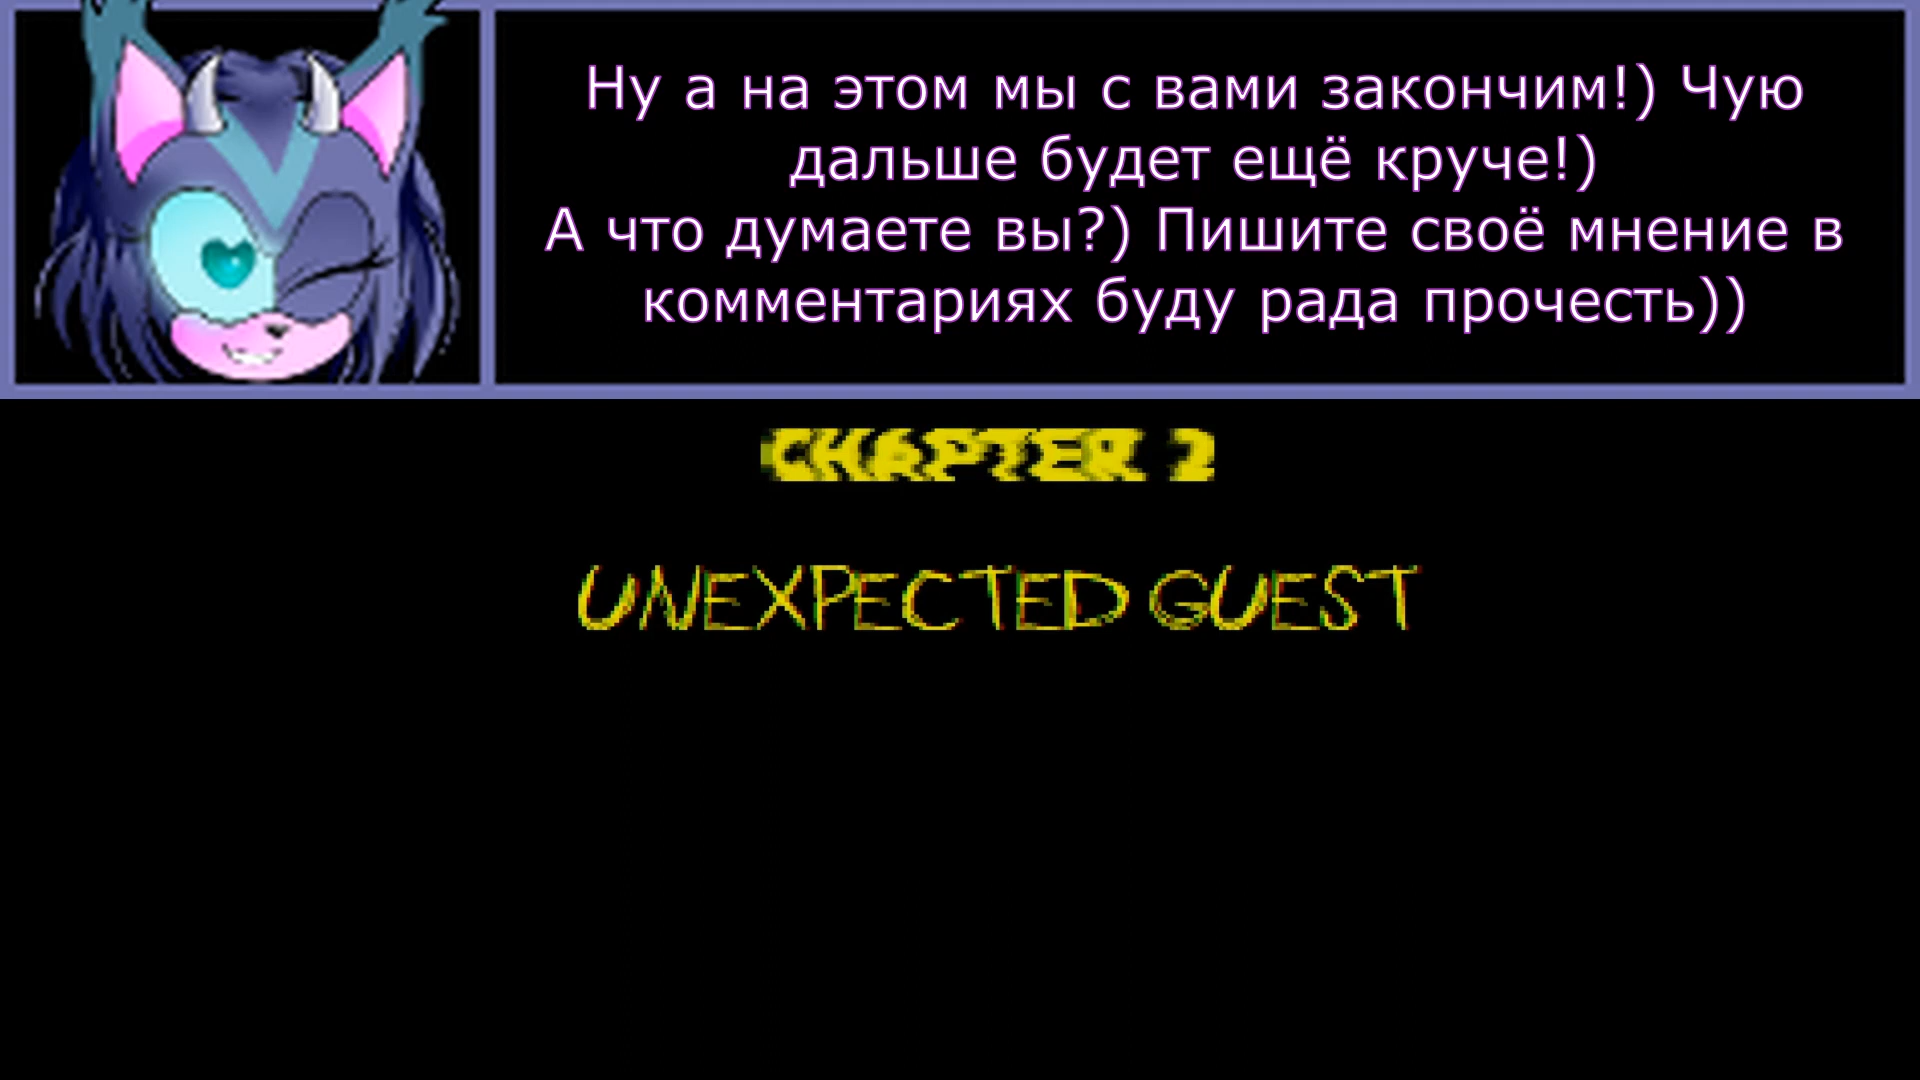 Ну а на этом мы с вами закончим!) Чую
дальше будет ещё круче!)
А что думаете вы?) Пишите своё мнение в
комментариях буду рада прочесть))
CHAPTER 2
UNEXPECTED GUEST